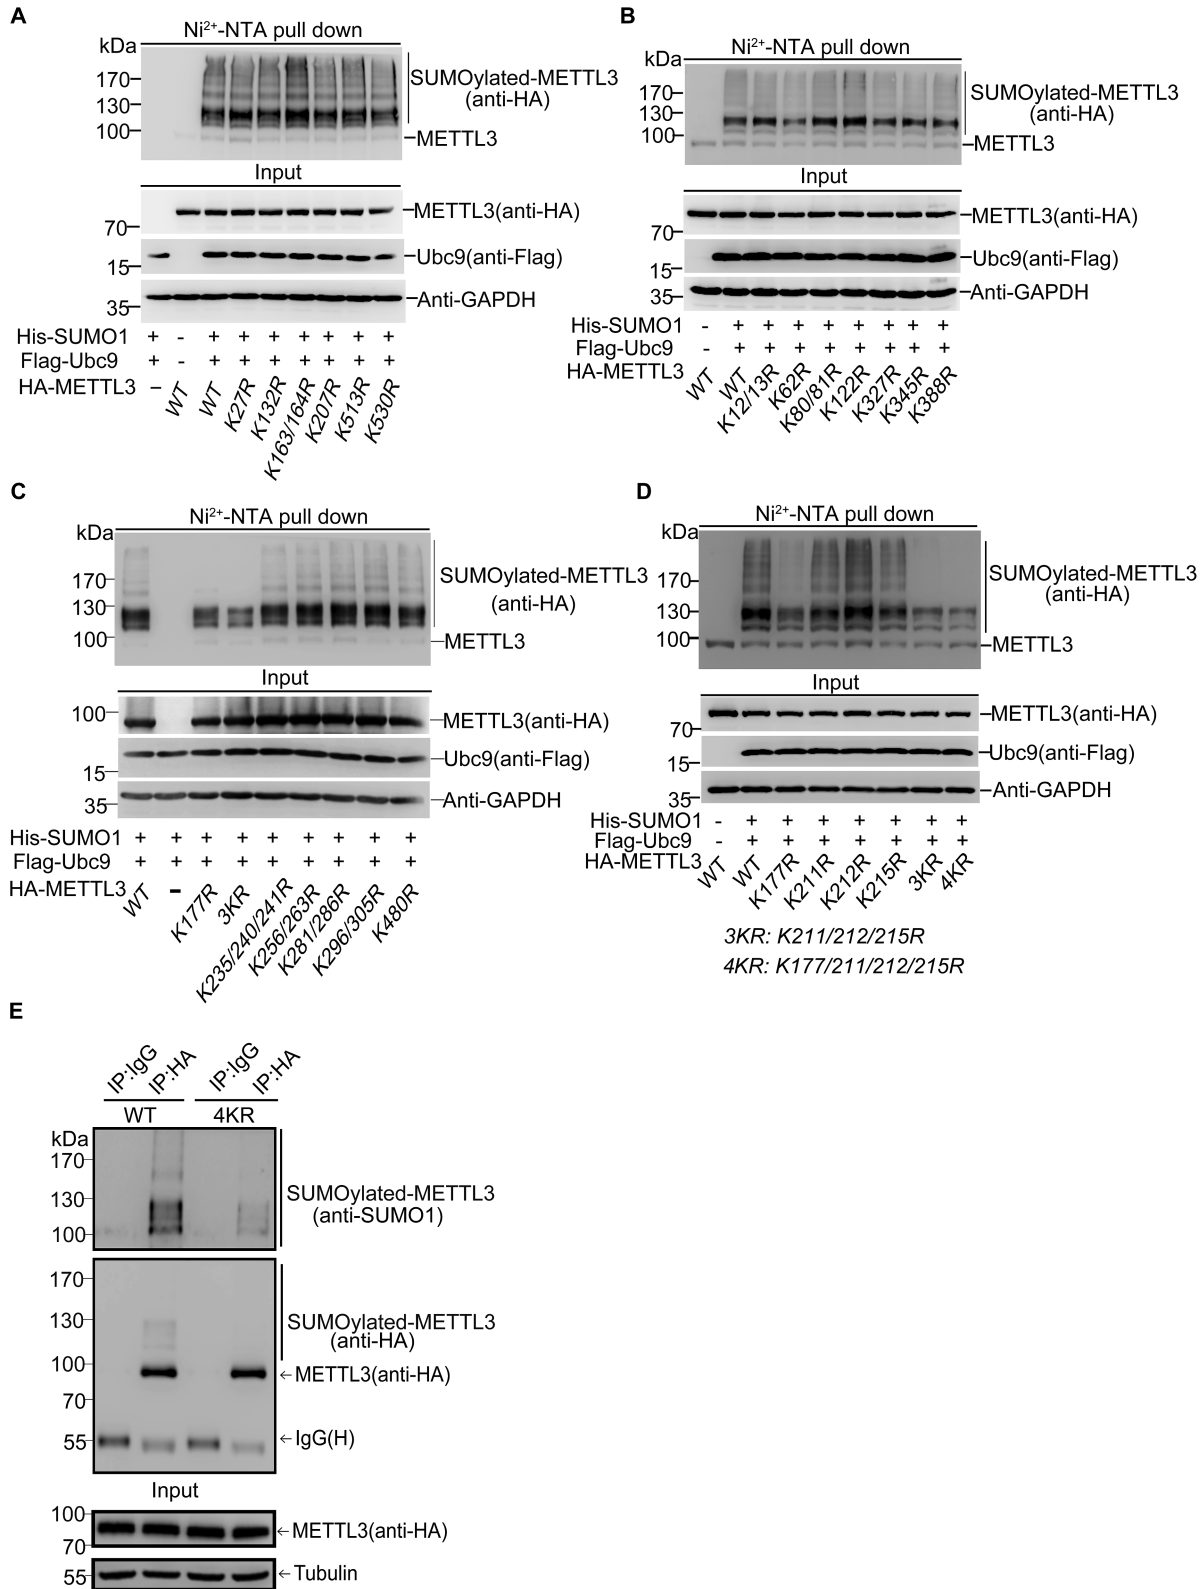 A
Ni²⁺-NTA pull down
kDa
170
130
100
SUMOylated-METTL3
(anti-HA)
METTL3
Input
METTL3(anti-HA)
70
Ubc9(anti-Flag)
15
Anti-GAPDH
35
His-SUMO1 + - + + + + + + +
Flag-Ubc9 + - + + + + + + +
HA-METTL3 – WT WT K27R K132R K163/164R K207R K513R K530R
B
Ni²⁺-NTA pull down
kDa
170
130
100
SUMOylated-METTL3
(anti-HA)
METTL3
Input
METTL3(anti-HA)
70
Ubc9(anti-Flag)
15
Anti-GAPDH
35
His-SUMO1 - + + + + + + + +
Flag-Ubc9 - + + + + + + + +
HA-METTL3 WT WT K12/13R K62R K80/81R K122R K327R K345R K388R
C
Ni²⁺-NTA pull down
kDa
170
130
100
SUMOylated-METTL3
(anti-HA)
METTL3
Input
100
METTL3(anti-HA)
Ubc9(anti-Flag)
15
Anti-GAPDH
35
His-SUMO1 + + + + + + + + +
Flag-Ubc9 + + + + + + + + +
HA-METTL3 WT - K177R 3KR K235/240/241R K256/263R K281/286R K296/305R K480R
D
Ni²⁺-NTA pull down
kDa
170
130
100
SUMOylated-METTL3
(anti-HA)
METTL3
Input
METTL3(anti-HA)
70
Ubc9(anti-Flag)
15
Anti-GAPDH
35
His-SUMO1 - + + + + + + +
Flag-Ubc9 - + + + + + + +
HA-METTL3 WT WT K177R K211R K212R K215R 3KR 4KR
3KR: K211/212/215R
4KR: K177/211/212/215R
E
IP:IgG IP:HA IP:IgG IP:HA
WT 4KR
kDa
170
130
100
SUMOylated-METTL3
(anti-SUMO1)
170
130
100
70
55
SUMOylated-METTL3
(anti-HA)
←METTL3(anti-HA)
←IgG(H)
Input
100
70
←METTL3(anti-HA)
55
←Tubulin